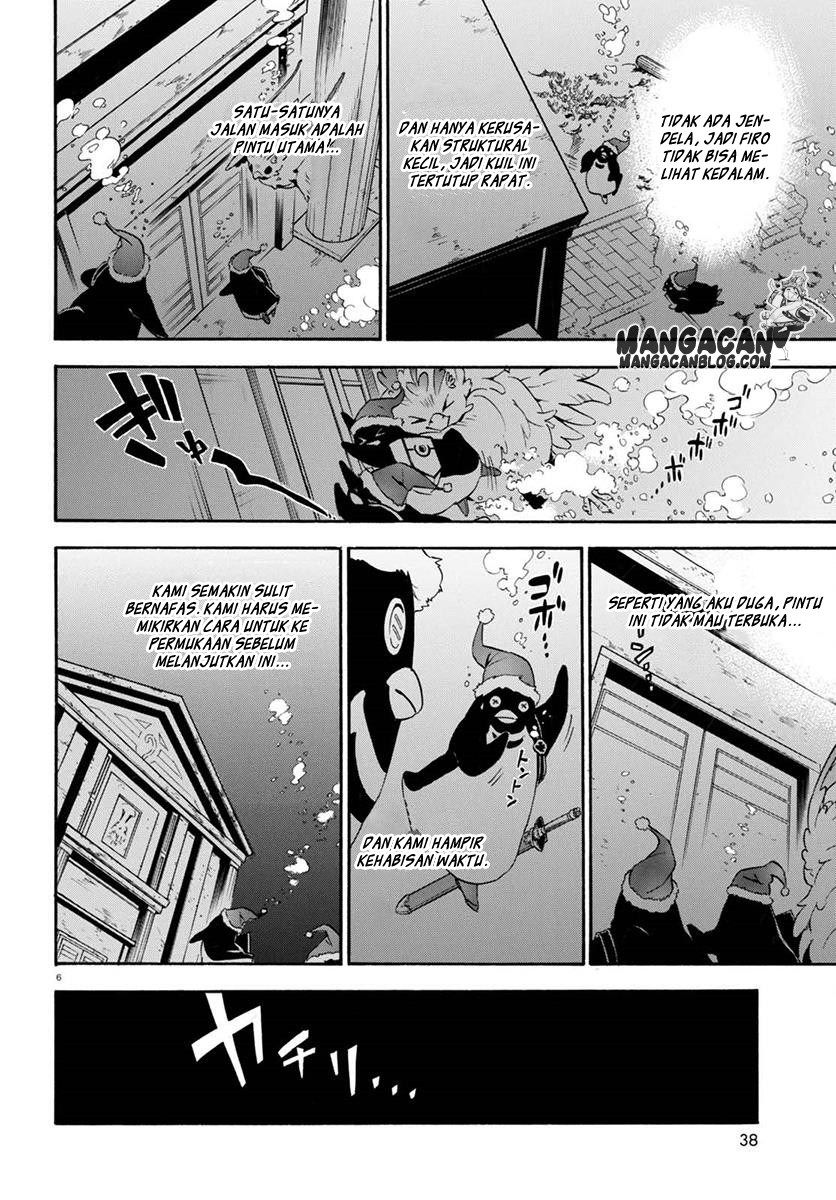 TIDAK ADA JEN-
DELA, JADI FIRO
TIDAK BISA ME-
LIHAT KEDALAM.
DAN HANYA KERUSA-
KAN STRUKTURAL
KECIL, JADI KUIL INI
TERTUTUP RAPAT.
SATU-SATUNYA
JALAN MASUK ADALAH
PINTU UTAMA!..
MANGACAN
MANGACANBLOG.COM
ゴボボ
ギギギ
SEPERTI YANG AKU DUGA, PINTU
INI TIDAK MAU TERBUKA...
ゴボ
トントン
DAN KAMI HAMPIR
KEHABISAN WAKTU.
KAMI SEMAKIN SULIT
BERNAFAS. KAMI HARUS ME-
MIKIRKAN CARA UNTUK KE
PERMUKAAN SEBELUM
MELANJUTKAN INI...
6
カチリ...
38